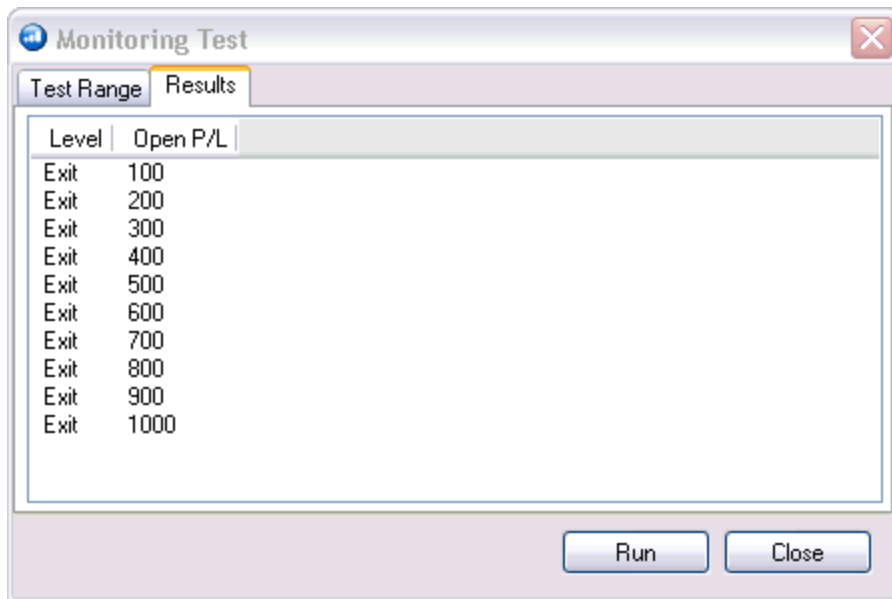 Monitoring Test
Test Range Results
Level Open P/L
Exit 100
Exit 200
Exit 300
Exit 400
Exit 500
Exit 600
Exit 700
Exit 800
Exit 900
Exit 1000
Run Close